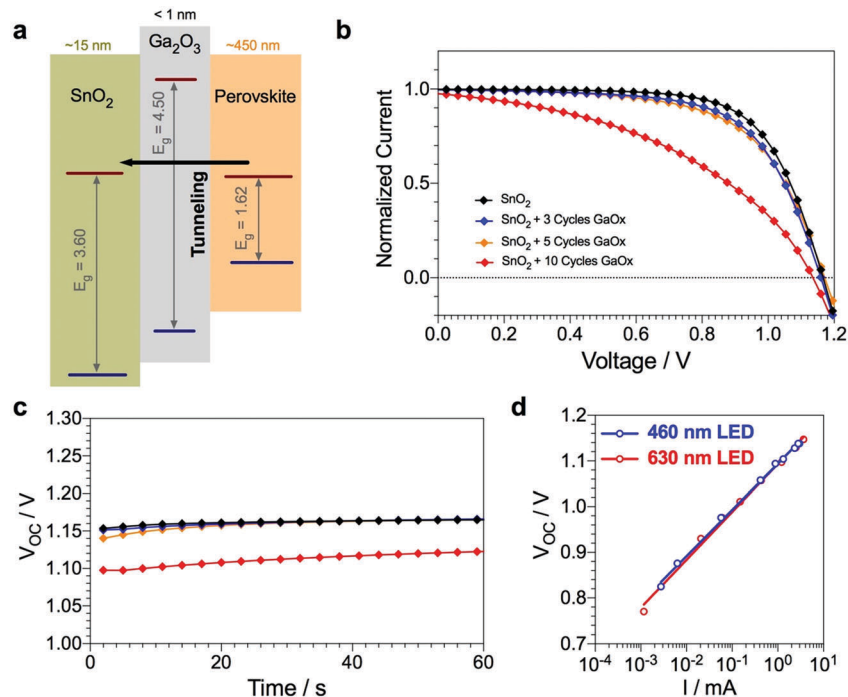 a
< 1 nm
~15 nm
Ga₂O₃
~450 nm
SnO₂
Perovskite
E_g = 4.50
Tunneling
E_g = 3.60
E_g = 1.62
b
Normalized Current
1.0
0.5
0.0
SnO₂
SnO₂ + 3 Cycles GaOx
SnO₂ + 5 Cycles GaOx
SnO₂ + 10 Cycles GaOx
0.0 0.2 0.4 0.6 0.8 1.0 1.2
Voltage / V
c
V_OC / V
1.30
1.25
1.20
1.15
1.10
1.05
1.00
0 20 40 60
Time / s
d
V_OC / V
1.2
1.1
1.0
0.9
0.8
0.7
460 nm LED
630 nm LED
10⁻⁴ 10⁻³ 10⁻² 10⁻¹ 10⁰ 10¹
I / mA